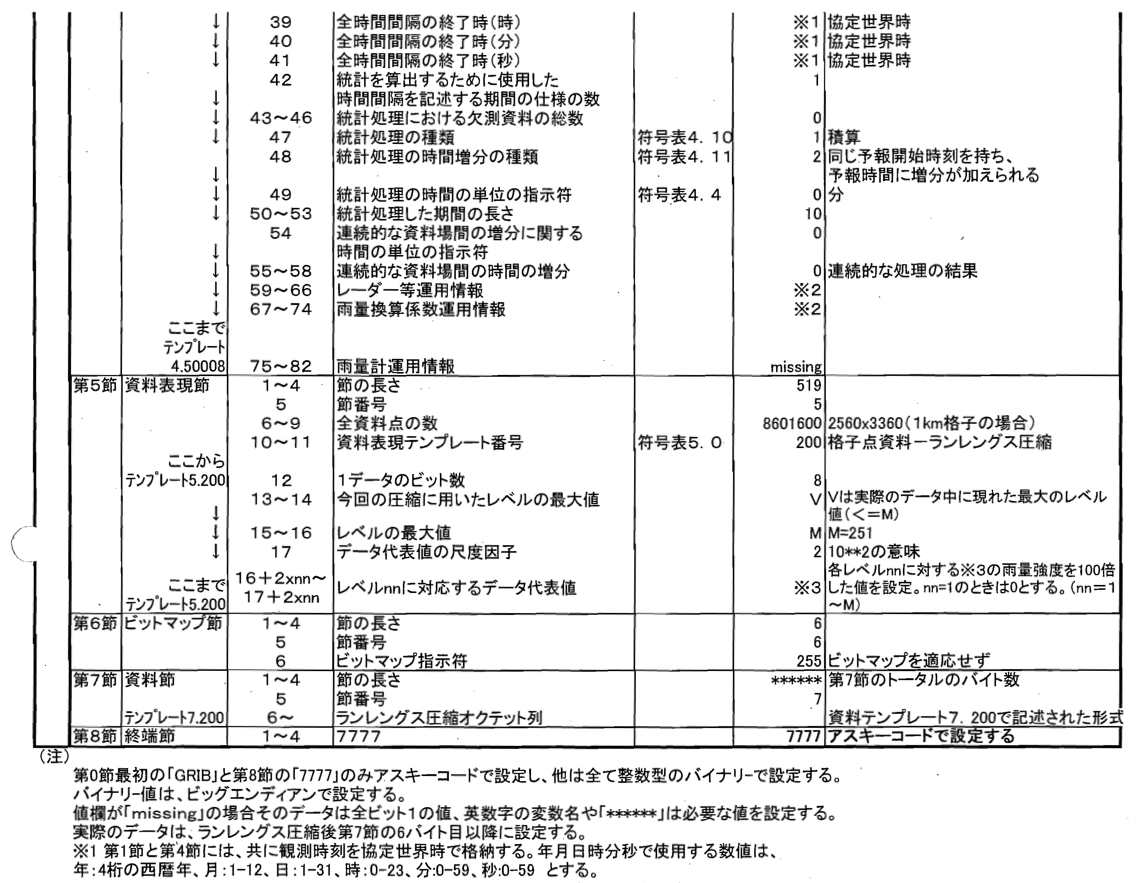 ↓ 39 全時間間隔の終了時(時) ※1 協定世界時
↓ 40 全時間間隔の終了時(分) ※1 協定世界時
↓ 41 全時間間隔の終了時(秒) ※1 協定世界時
42 統計を算出するために使用した 1
↓ 時間間隔を記述する期間の仕様の数
↓ 43～46 統計処理における欠測資料の総数 0
↓ 47 統計処理の種類 符号表4．10 1 積算
48 統計処理の時間増分の種類 符号表4．11 2 同じ予報開始時刻を持ち、
↓ 予報時間に増分が加えられる
↓ 49 統計処理の時間の単位の指示符 符号表4．4 0 分
↓ 50～53 統計処理した期間の長さ 10
54 連続的な資料場間の増分に関する 0
↓ 時間の単位の指示符
↓ 55～58 連続的な資料場間の時間の増分 0 連続的な処理の結果
↓ 59～66 レーダー等運用情報 ※2
↓ 67～74 雨量換算係数運用情報 ※2
ここまで
テンプレート
4.50008 75～82 雨量計運用情報 missing
第5節 資料表現節 1～4 節の長さ 519
5 節番号 5
6～9 全資料点の数 8601600 2560x3360(1km格子の場合)
10～11 資料表現テンプレート番号 符号表5．0 200 格子点資料－ランレングス圧縮
ここから
テンプレート5.200 12 1データのビット数 8
13～14 今回の圧縮に用いたレベルの最大値 V Vは実際のデータ中に現れた最大のレベル
↓ 値(<=M)
↓ 15～16 レベルの最大値 M M=251
↓ 17 データ代表値の尺度因子 2 10**2の意味
各レベルnnに対する※3の雨量強度を100倍
ここまで 16＋2xnn～ レベルnnに対応するデータ代表値 ※3 した値を設定。nn=1のときは0とする。(nn＝1
テンプレート5.200 17＋2xnn ～M)
第6節 ビットマップ節 1～4 節の長さ 6
5 節番号 6
6 ビットマップ指示符 255 ビットマップを適応せず
第7節 資料節 1～4 節の長さ ****** 第7節のトータルのバイト数
5 節番号 7
テンプレート7.200 6～ ランレングス圧縮オクテット列 資料テンプレート7．200で記述された形式
第8節 終端節 1～4 7777 7777 アスキーコードで設定する
(注)
第0節最初の「GRIB」と第8節の「7777」のみアスキーコードで設定し、他は全て整数型のバイナリーで設定する。
バイナリー値は、ビッグエンディアンで設定する。
値欄が「missing」の場合そのデータは全ビット1の値、英数字の変数名や「******」は必要な値を設定する。
実際のデータは、ランレングス圧縮後第7節の6バイト目以降に設定する。
※1 第1節と第4節には、共に観測時刻を協定世界時で格納する。年月日時分秒で使用する数値は、
年:4桁の西暦年、月:1-12、日:1-31、時:0-23、分:0-59、秒:0-59 とする。